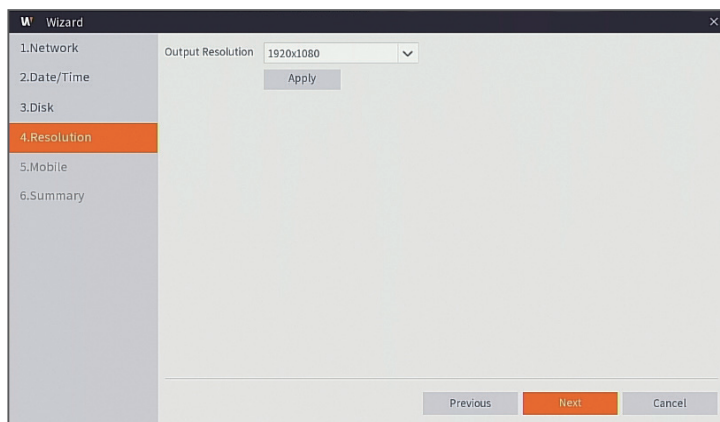 W Wizard
1.Network
2.Date/Time
3.Disk
4.Resolution
5.Mobile
6.Summary
Output Resolution 1920x1080
Apply
Previous Next Cancel